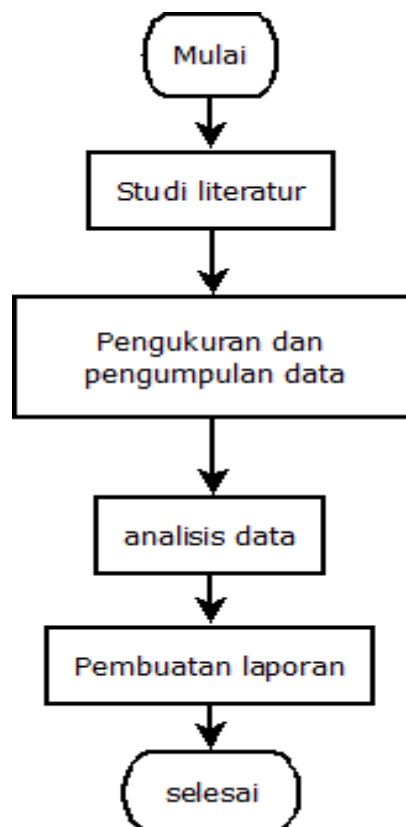 Mulai
Studi literatur
Pengukuran dan
pengumpulan data
analisis data
Pembuatan laporan
selesai